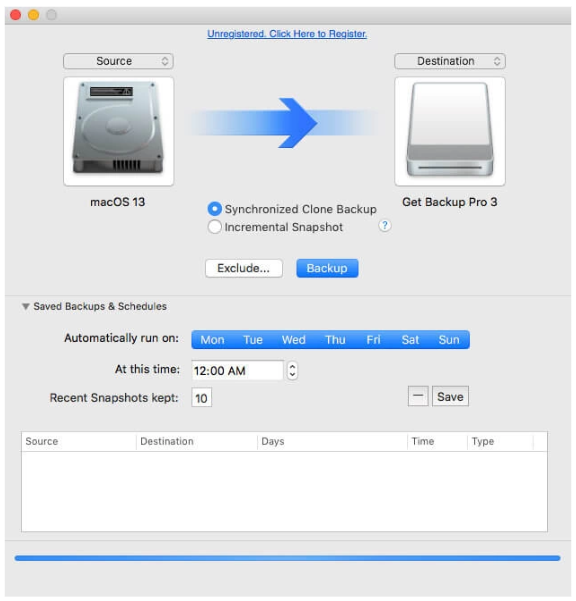 Unregistered. Click Here to Register.
Source Destination
macOS 13 Get Backup Pro 3
Synchronized Clone Backup
Incremental Snapshot ?
Exclude... Backup
Saved Backups & Schedules
Automatically run on: Mon Tue Wed Thu Fri Sat Sun
At this time: 12:00 AM
Recent Snapshots kept: 10 — Save
Source Destination Days Time Type